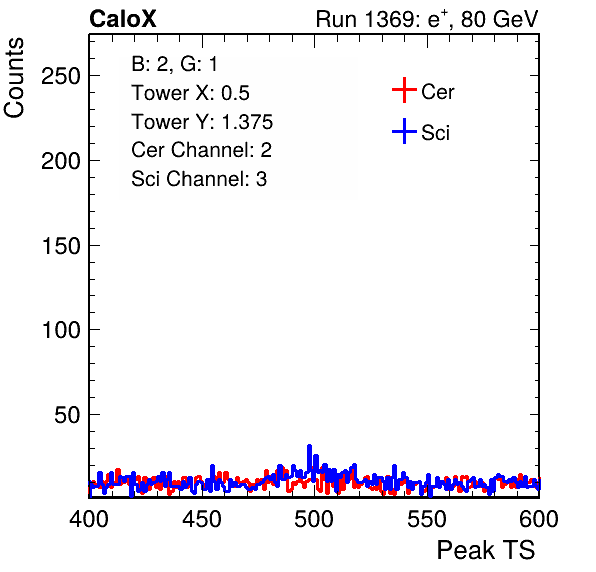 CaloX Run 1369: e⁺, 80 GeV
Counts
B: 2, G: 1
Tower X: 0.5
Tower Y: 1.375
Cer Channel: 2
Sci Channel: 3
Cer
Sci
250
200
150
100
50
400 450 500 550 600
Peak TS